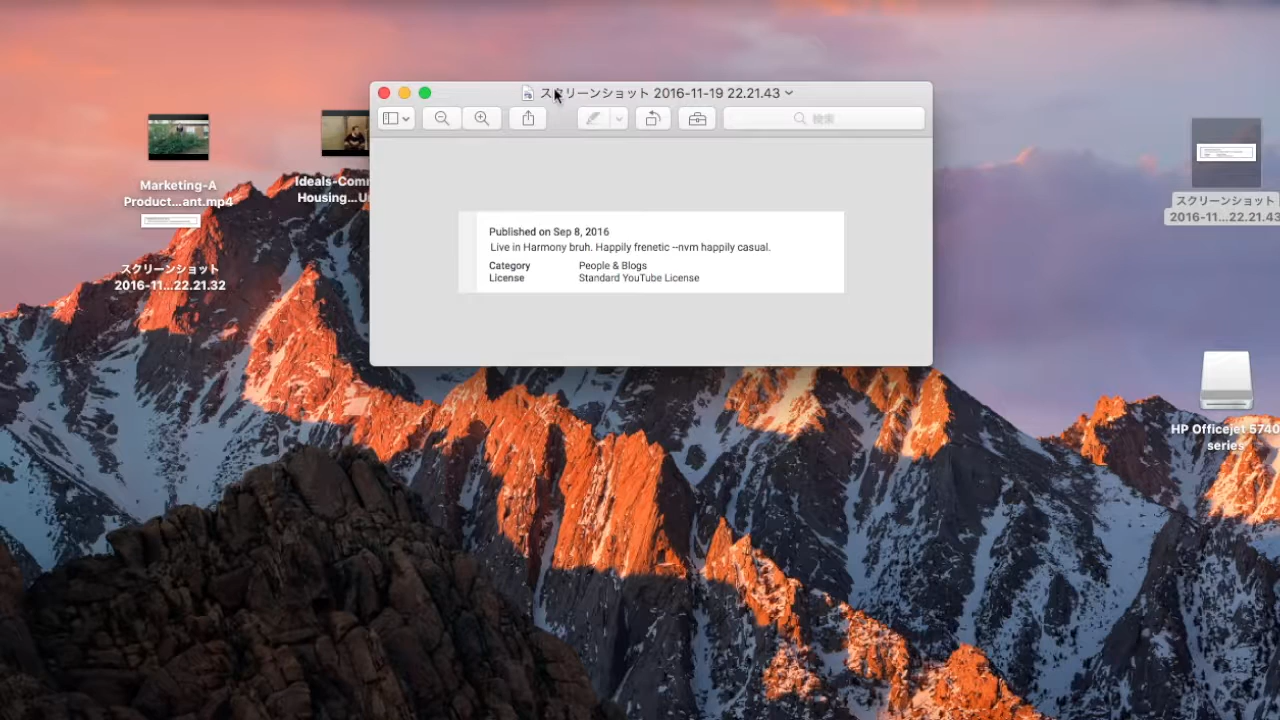 スクリーンショット 2016-11-19 22.21.43
検索
Published on Sep 8, 2016
Live in Harmony bruh. Happily frenetic --nvm happily casual.
Category People & Blogs
License Standard YouTube License
Marketing-A
Product...ant.mp4
スクリーンショット
2016-11...22.21.32
Ideals-Com
Housing...U
スクリーンショット
2016-11...22.21.43
HP Officejet 5740
series